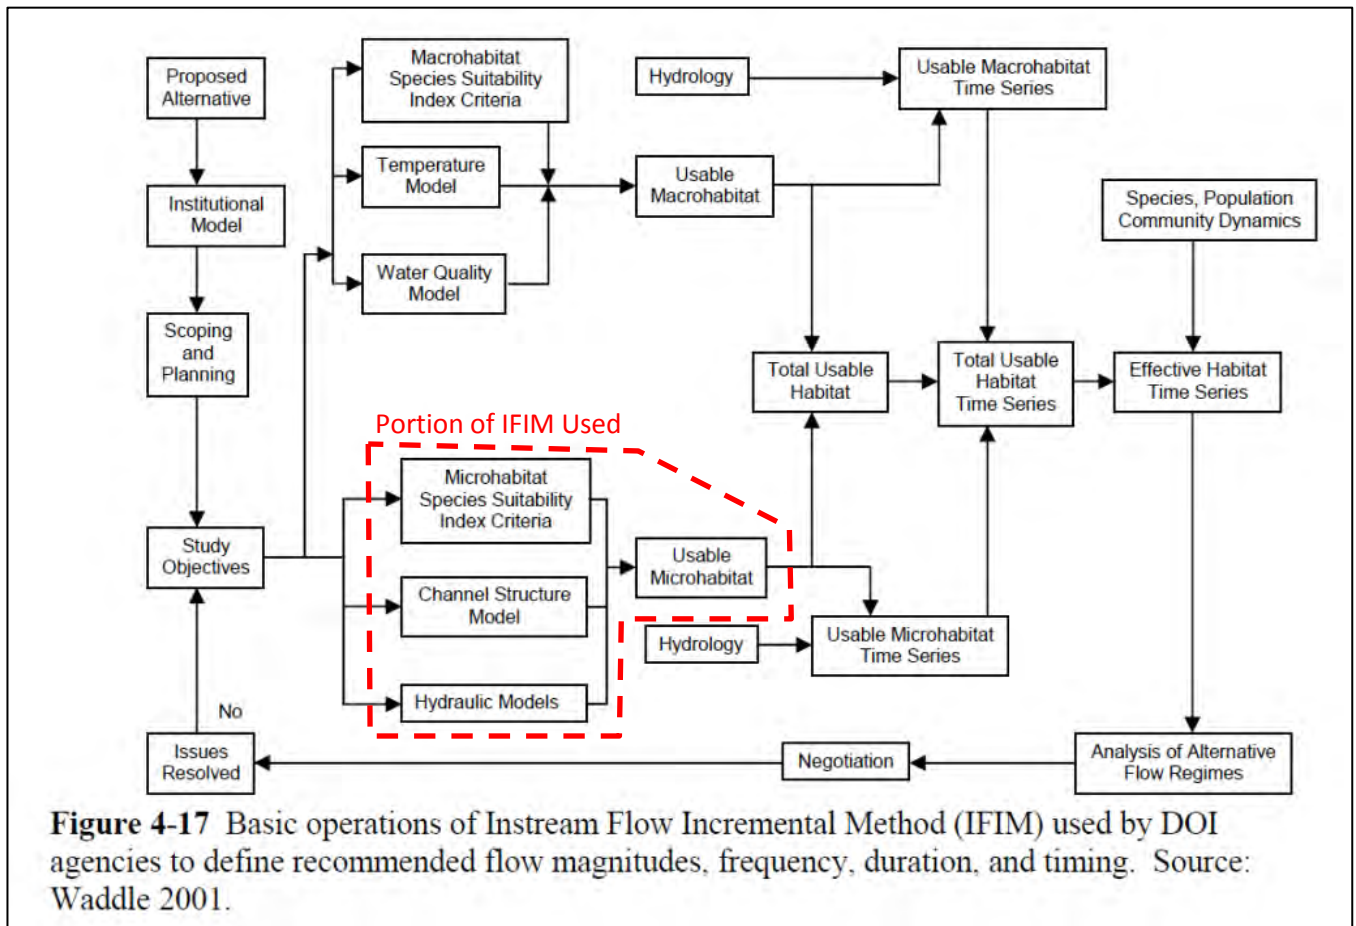 Proposed
Alternative
Institutional
Model
Scoping
and
Planning
Study
Objectives
Macrohabitat
Species Suitability
Index Criteria
Temperature
Model
Water Quality
Model
Hydrology
Usable Macrohabitat
Time Series
Usable
Macrohabitat
Species, Population
Community Dynamics
Total Usable
Habitat
Total Usable
Habitat
Time Series
Effective Habitat
Time Series
Portion of IFIM Used
Microhabitat
Species Suitability
Index Criteria
Channel Structure
Model
Hydraulic Models
Usable
Microhabitat
Hydrology
Usable Microhabitat
Time Series
No
Issues
Resolved
Negotiation
Analysis of Alternative
Flow Regimes
Figure 4-17 Basic operations of Instream Flow Incremental Method (IFIM) used by DOI
agencies to define recommended flow magnitudes, frequency, duration, and timing. Source:
Waddle 2001.